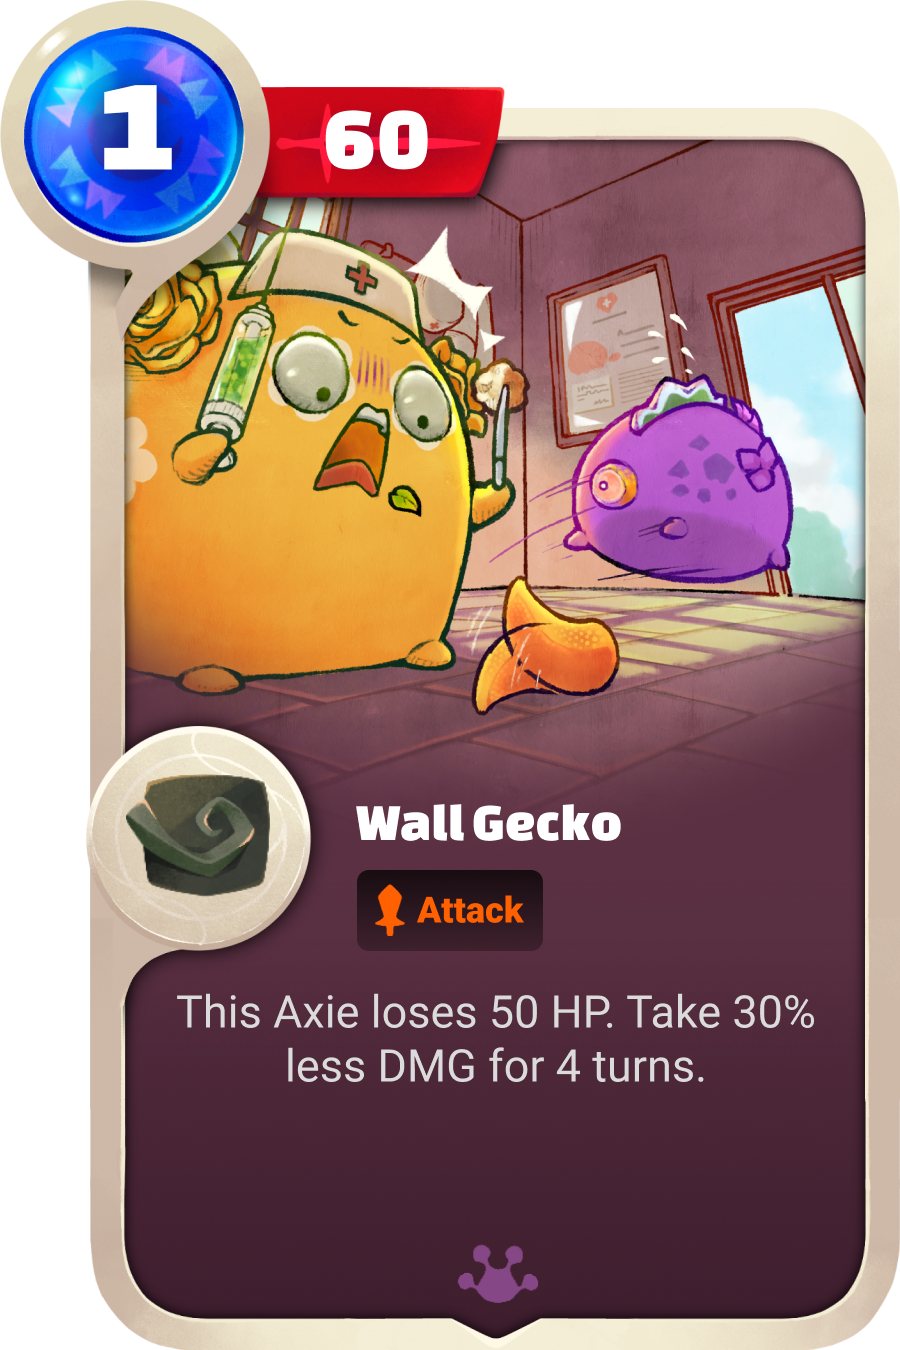 1
60
Wall Gecko
Attack
This Axie loses 50 HP. Take 30%
less DMG for 4 turns.